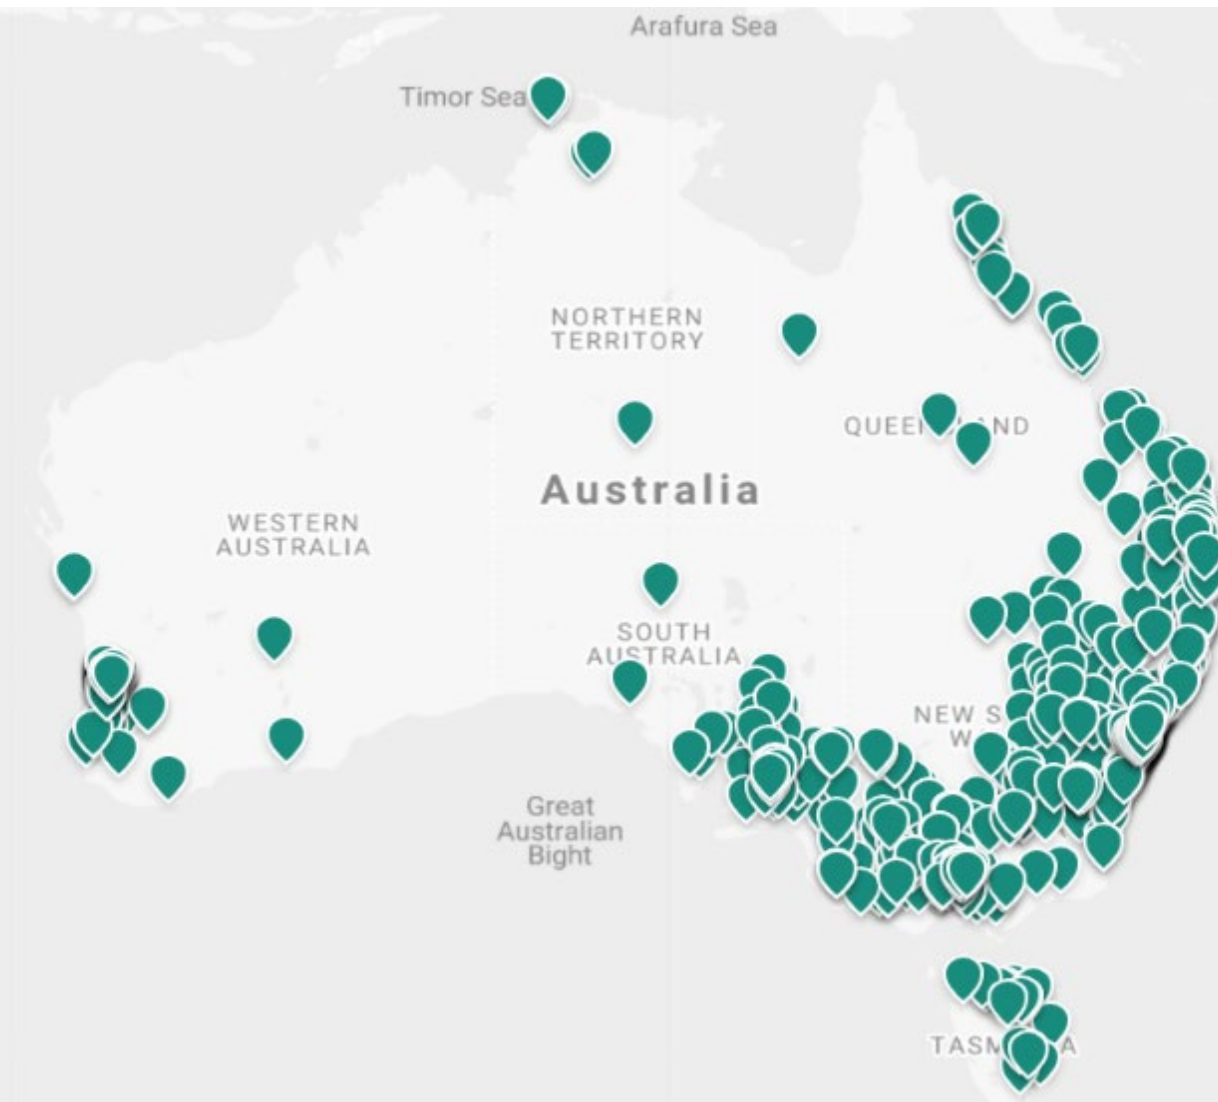 Arafura Sea
Timor Sea
NORTHERN
TERRITORY
QUEE ND
Australia
WESTERN
AUSTRALIA
SOUTH
AUSTRALIA
NEW S
W
Great
Australian
Bight
TASM A